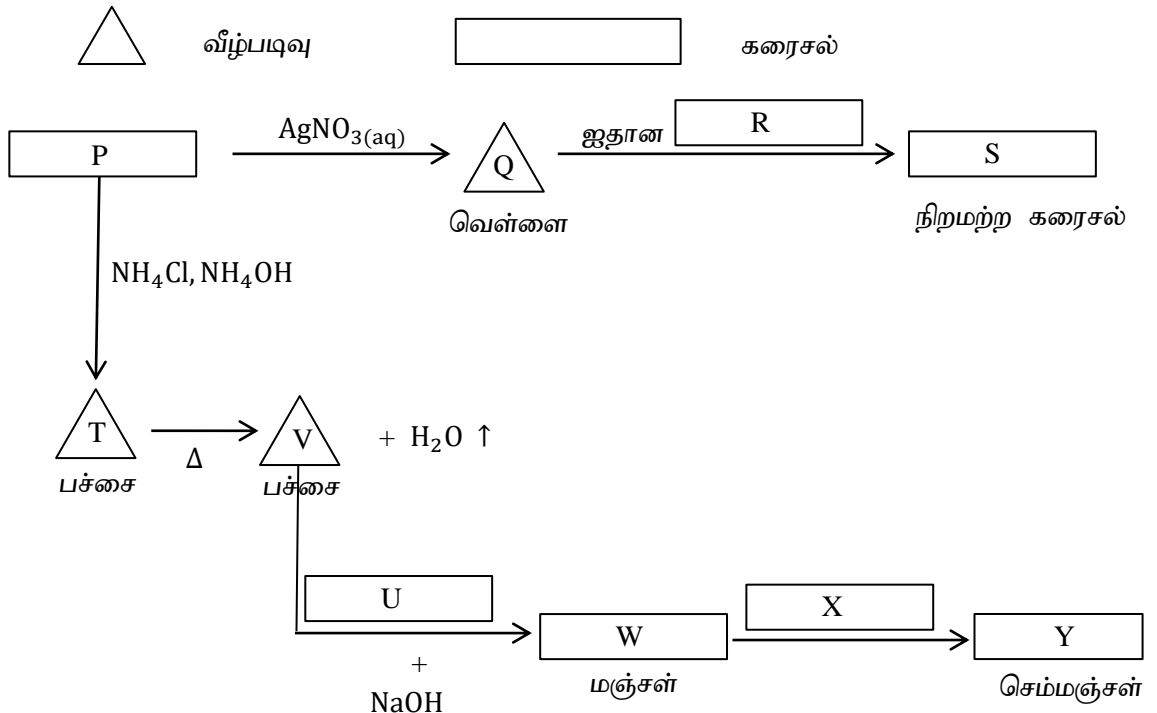 வீழ்படிவு கரைசல்
P AgNO₃(aq) Q ஐதான R S
வெள்ளை நிறமற்ற கரைசல்
NH₄Cl, NH₄OH
T Δ V + H₂O ↑
பச்சை பச்சை
U W X Y
+ மஞ்சள் செம்மஞ்சள்
NaOH